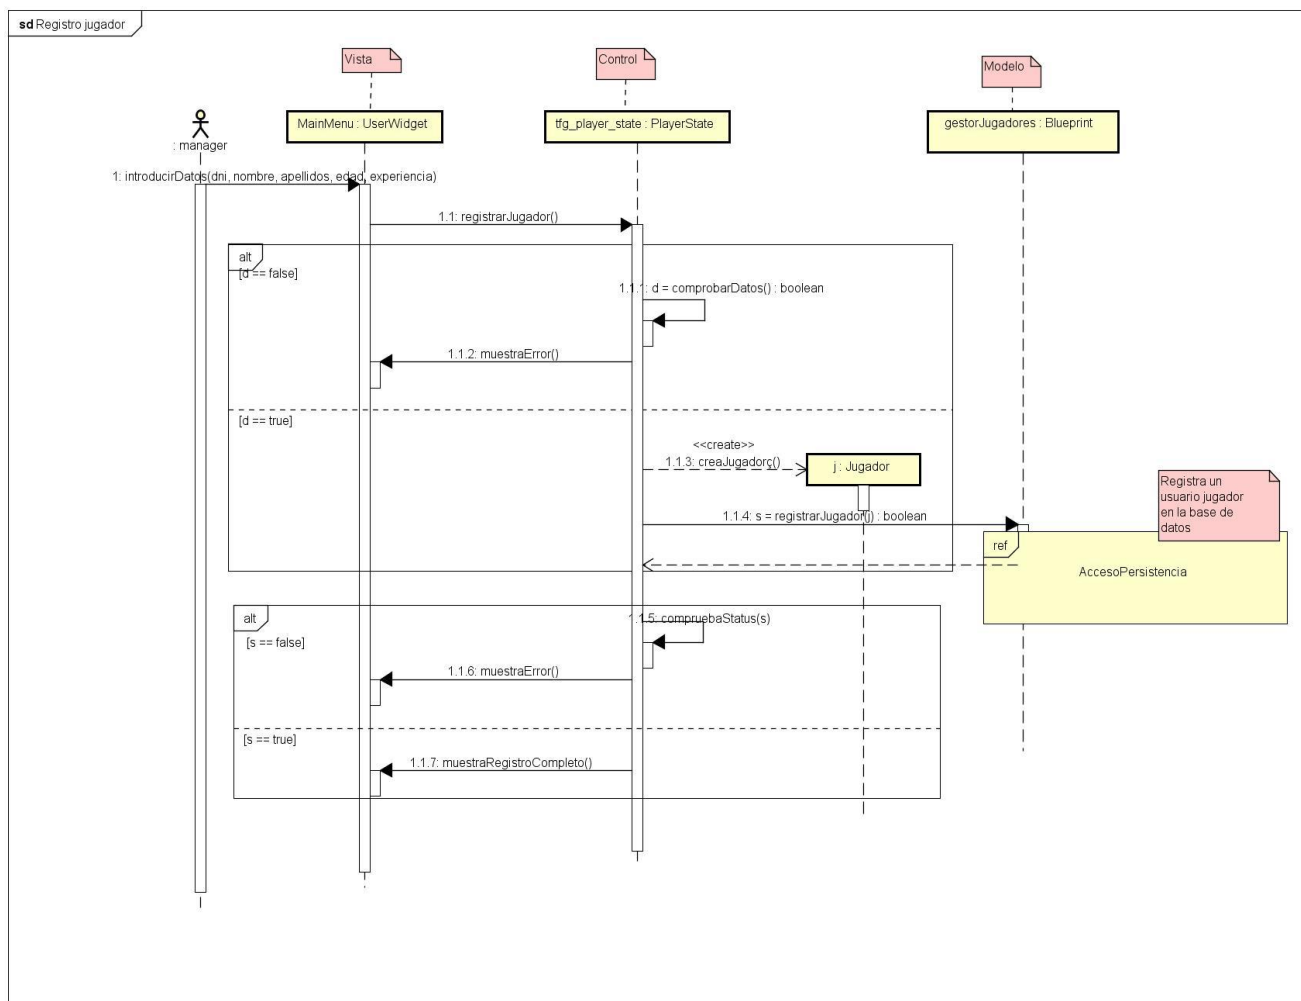 sd Registro jugador
Vista
Control
Modelo
MainMenu : UserWidget
tfg_player_state : PlayerState
gestorJugadores : Blueprint
: manager
1: introducirDatos(dni, nombre, apellidos, edad, experiencia)
1.1: registrarJugador()
alt
[d == false]
1.1.1: d = comprobarDatos() : boolean
1.1.2: muestraError()
[d == true]
<<create>>
1.1.3: creaJugadorç()
j : Jugador
Registra un
usuario jugador
en la base de
datos
1.1.4: s = registrarJugador(j) : boolean
ref
AccesoPersistencia
alt
1.1.5: compruebaStatus(s)
[s == false]
1.1.6: muestraError()
[s == true]
1.1.7: muestraRegistroCompleto()